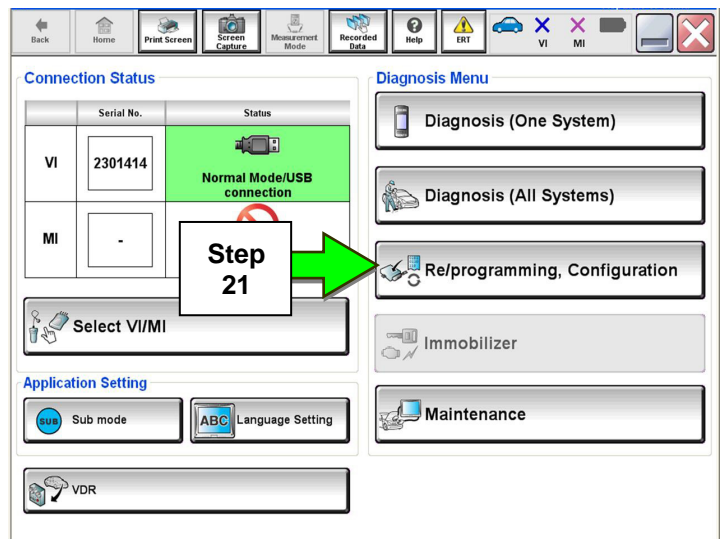 Back
Home
Print Screen
Screen
Capture
Measurement
Mode
Recorded
Data
Help
ERT
VI
MI
Connection Status
Serial No.
Status
VI
2301414
Normal Mode/USB
connection
MI
-
Step
21
Select VI/MI
Application Setting
SUB
Sub mode
ABC
Language Setting
VDR
Diagnosis Menu
Diagnosis (One System)
Diagnosis (All Systems)
Re/programming, Configuration
Immobilizer
Maintenance